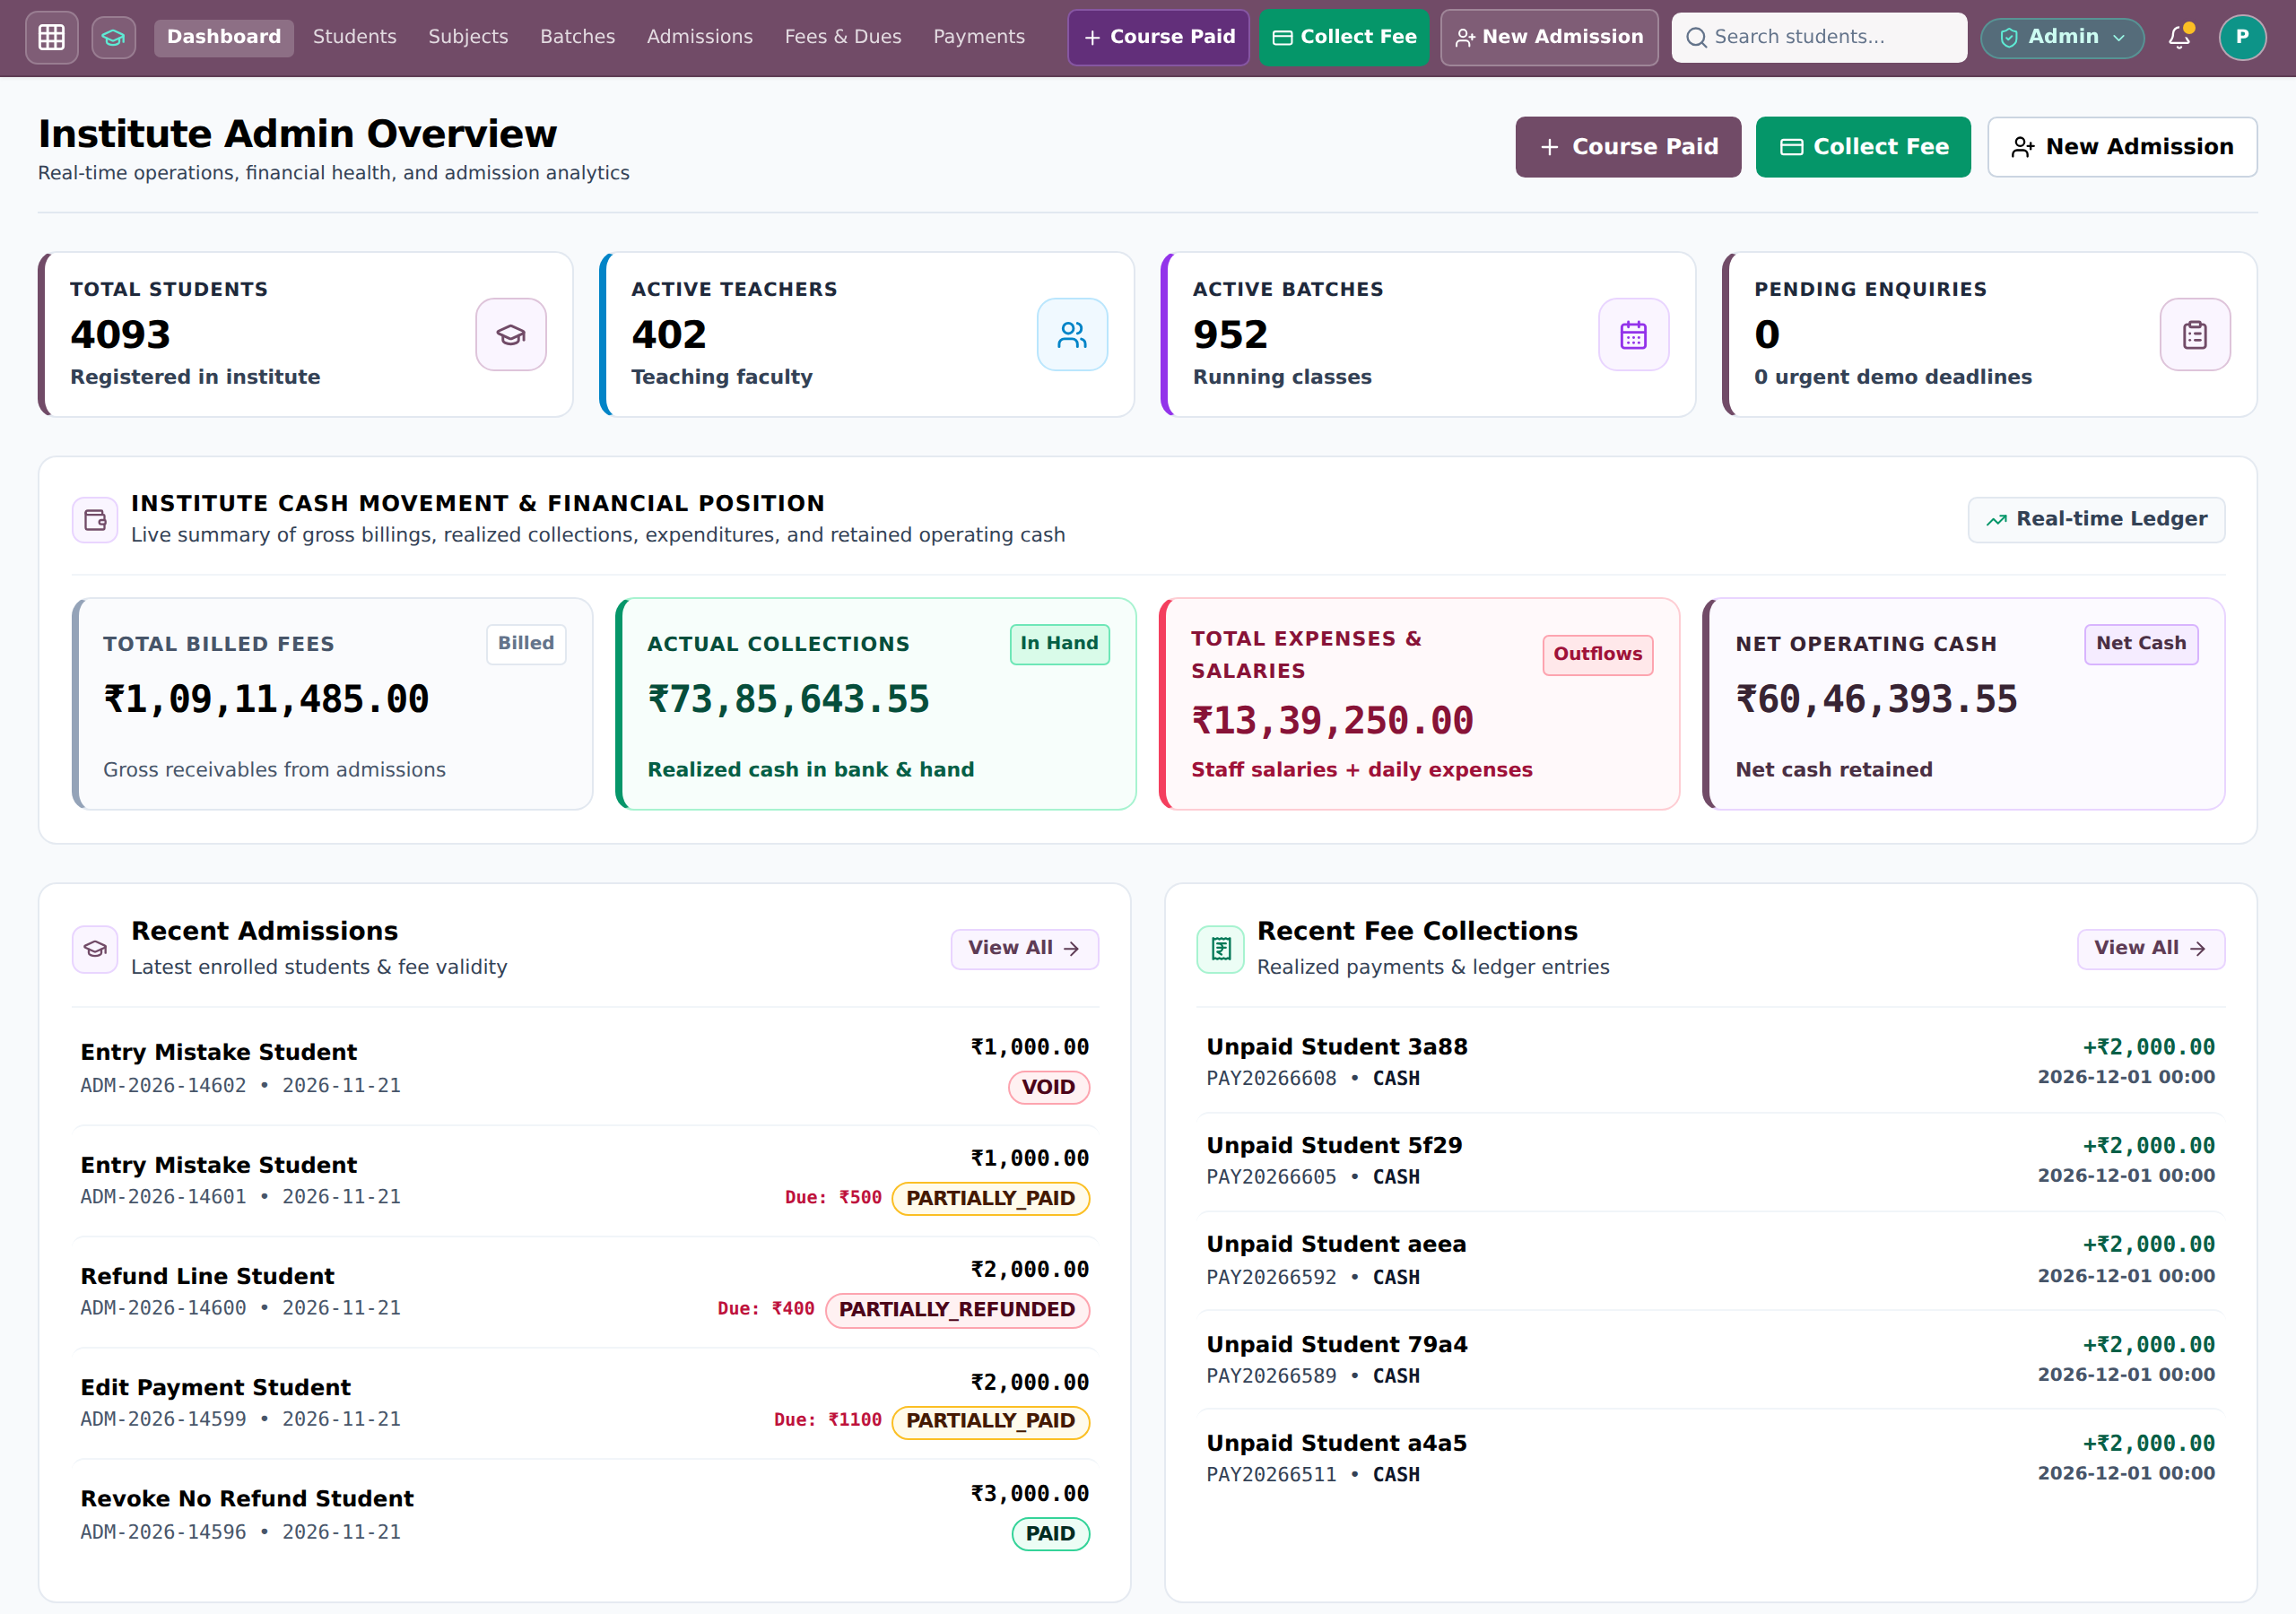 Dashboard
Students
Subjects
Batches
Admissions
Fees & Dues
Payments
Course Paid
Collect Fee
New Admission
Search students...
Admin
P
Institute Admin Overview
Real-time operations, financial health, and admission analytics
Course Paid
Collect Fee
New Admission
TOTAL STUDENTS
4093
Registered in institute
ACTIVE TEACHERS
402
Teaching faculty
ACTIVE BATCHES
952
Running classes
PENDING ENQUIRIES
0
0 urgent demo deadlines
INSTITUTE CASH MOVEMENT & FINANCIAL POSITION
Live summary of gross billings, realized collections, expenditures, and retained operating cash
Real-time Ledger
TOTAL BILLED FEES
Billed
₹1,09,11,485.00
Gross receivables from admissions
ACTUAL COLLECTIONS
In Hand
₹73,85,643.55
Realized cash in bank & hand
TOTAL EXPENSES &
SALARIES
Outflows
₹13,39,250.00
Staff salaries + daily expenses
NET OPERATING CASH
Net Cash
₹60,46,393.55
Net cash retained
Recent Admissions
Latest enrolled students & fee validity
View All
Entry Mistake Student
ADM-2026-14602 • 2026-11-21
₹1,000.00
VOID
Entry Mistake Student
ADM-2026-14601 • 2026-11-21
₹1,000.00
Due: ₹500 PARTIALLY_PAID
Refund Line Student
ADM-2026-14600 • 2026-11-21
₹2,000.00
Due: ₹400 PARTIALLY_REFUNDED
Edit Payment Student
ADM-2026-14599 • 2026-11-21
₹2,000.00
Due: ₹1100 PARTIALLY_PAID
Revoke No Refund Student
ADM-2026-14596 • 2026-11-21
₹3,000.00
PAID
Recent Fee Collections
Realized payments & ledger entries
View All
Unpaid Student 3a88
PAY20266608 • CASH
+₹2,000.00
2026-12-01 00:00
Unpaid Student 5f29
PAY20266605 • CASH
+₹2,000.00
2026-12-01 00:00
Unpaid Student aeea
PAY20266592 • CASH
+₹2,000.00
2026-12-01 00:00
Unpaid Student 79a4
PAY20266589 • CASH
+₹2,000.00
2026-12-01 00:00
Unpaid Student a4a5
PAY20266511 • CASH
+₹2,000.00
2026-12-01 00:00